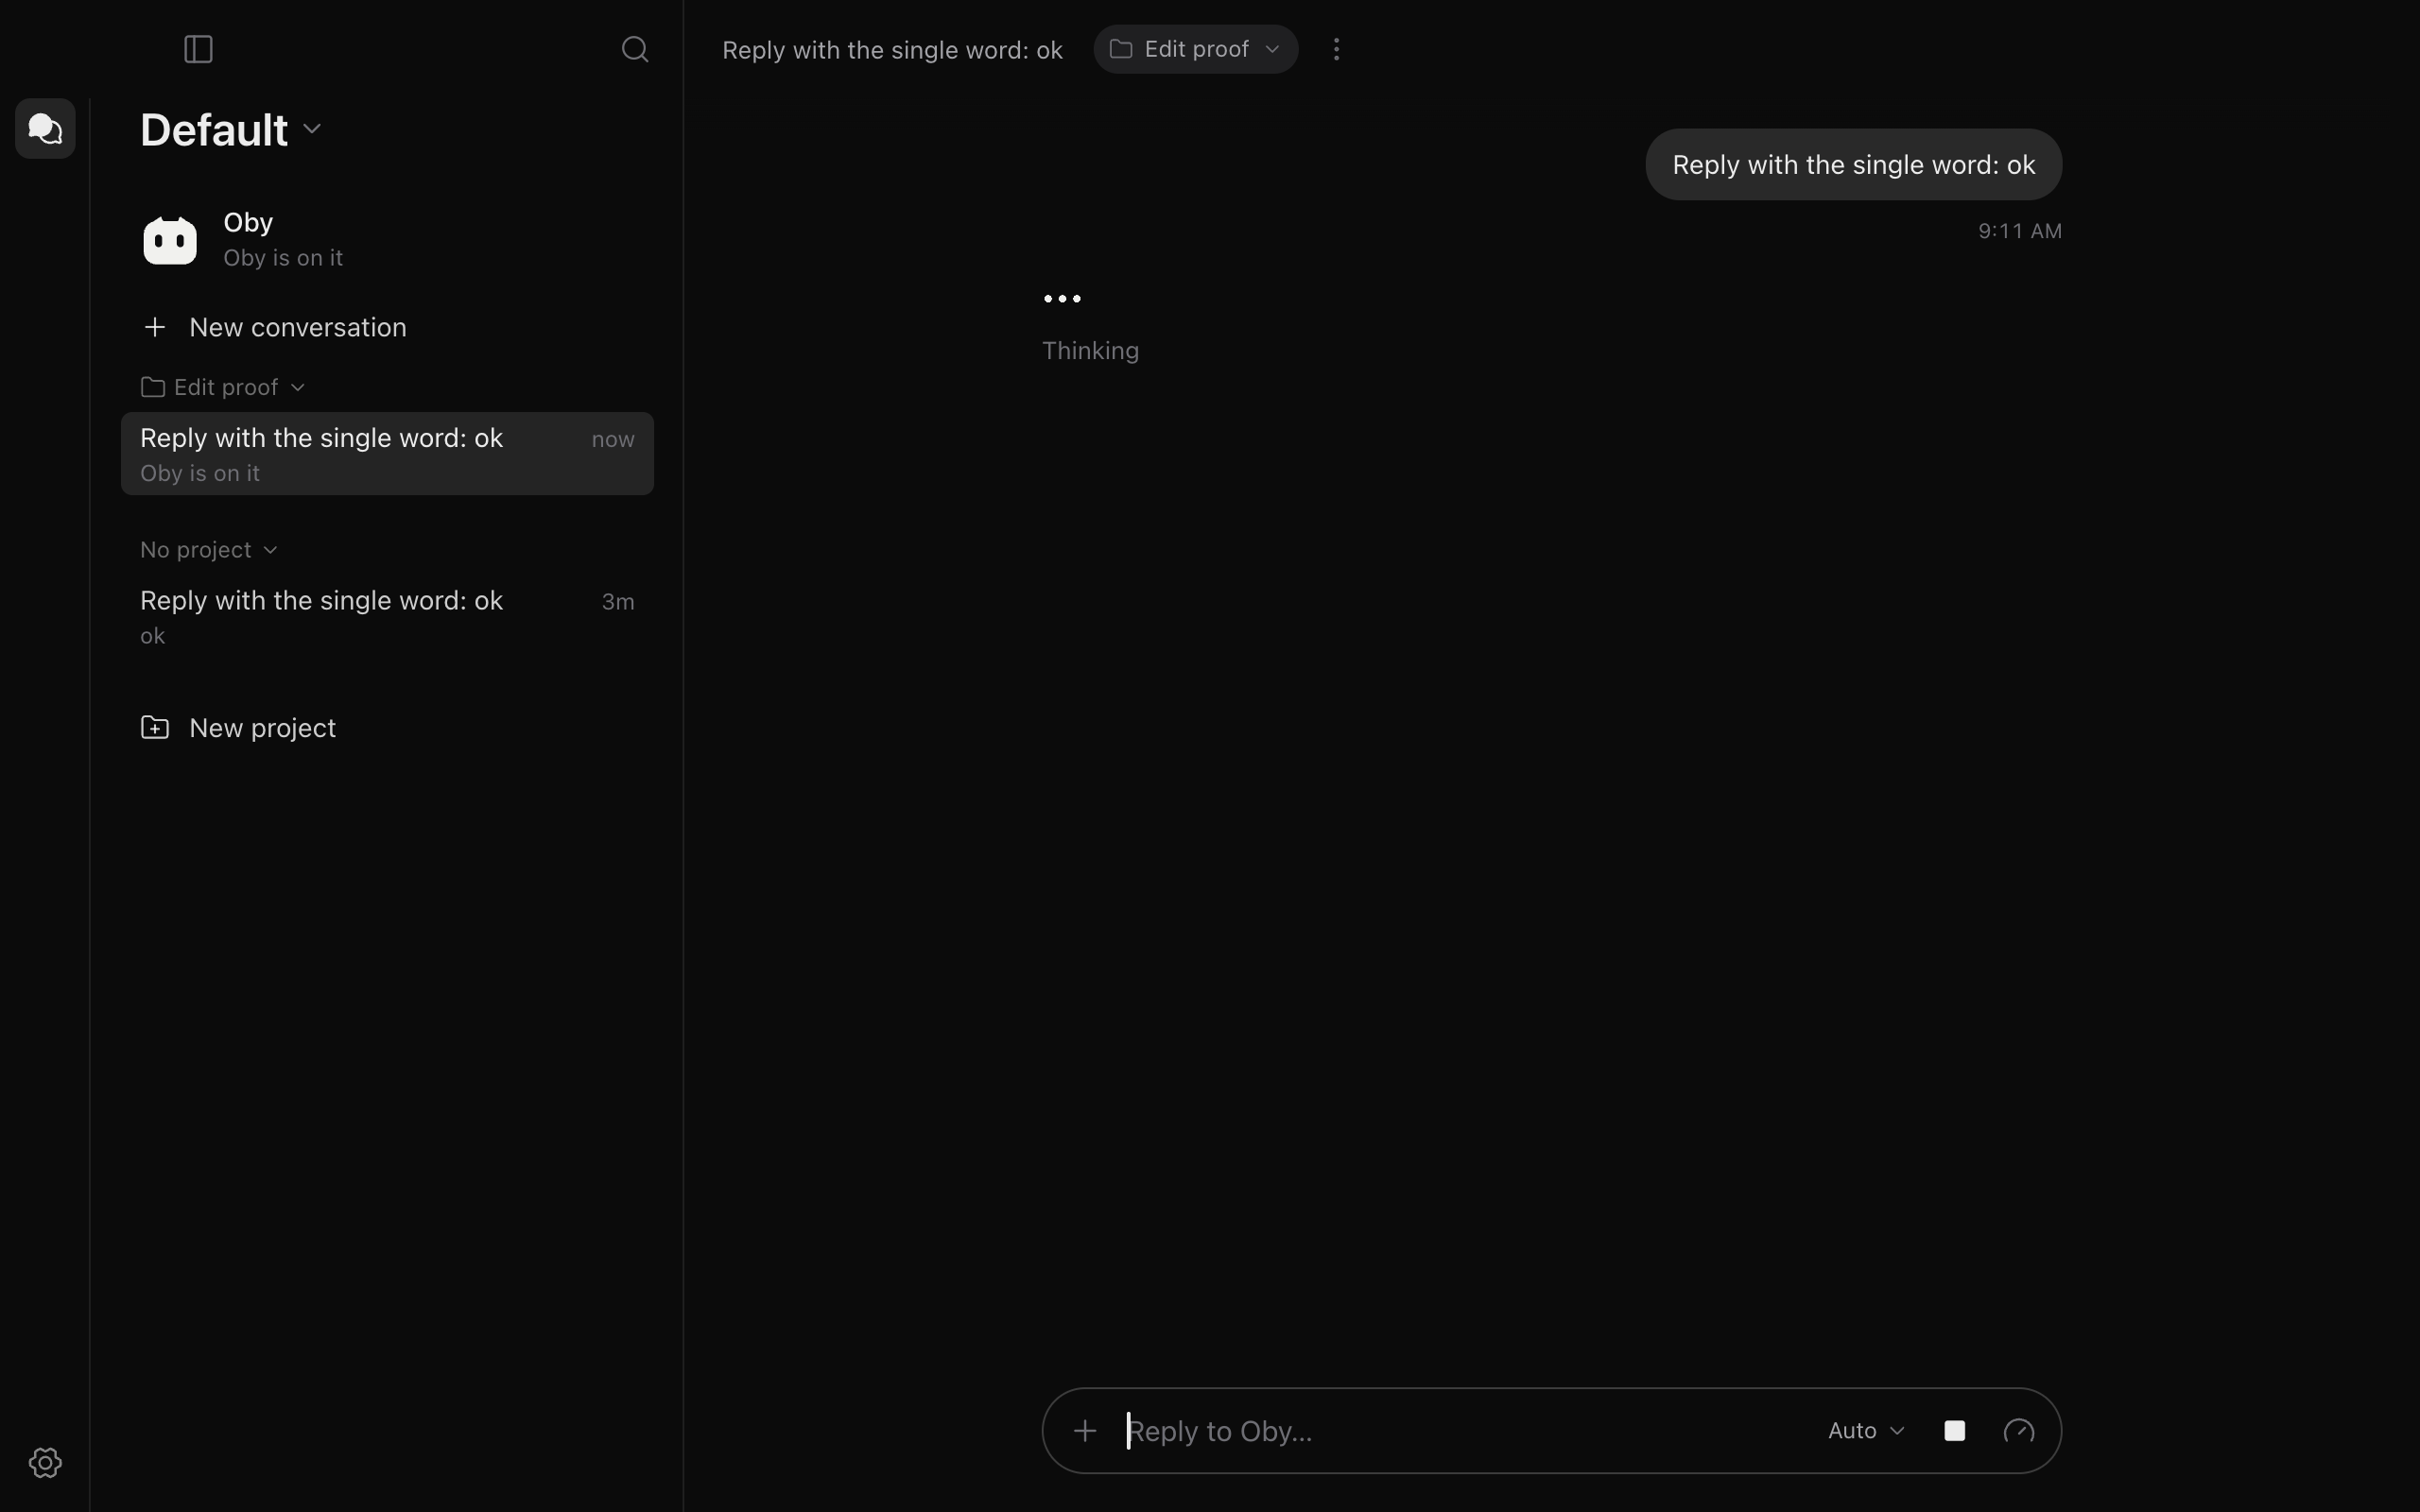 Default
Oby
Oby is on it
New conversation
Edit proof
Reply with the single word: ok now
Oby is on it
No project
Reply with the single word: ok 3m
ok
New project
Reply with the single word: ok Edit proof
Reply with the single word: ok
9:11 AM
Thinking
Reply to Oby... Auto